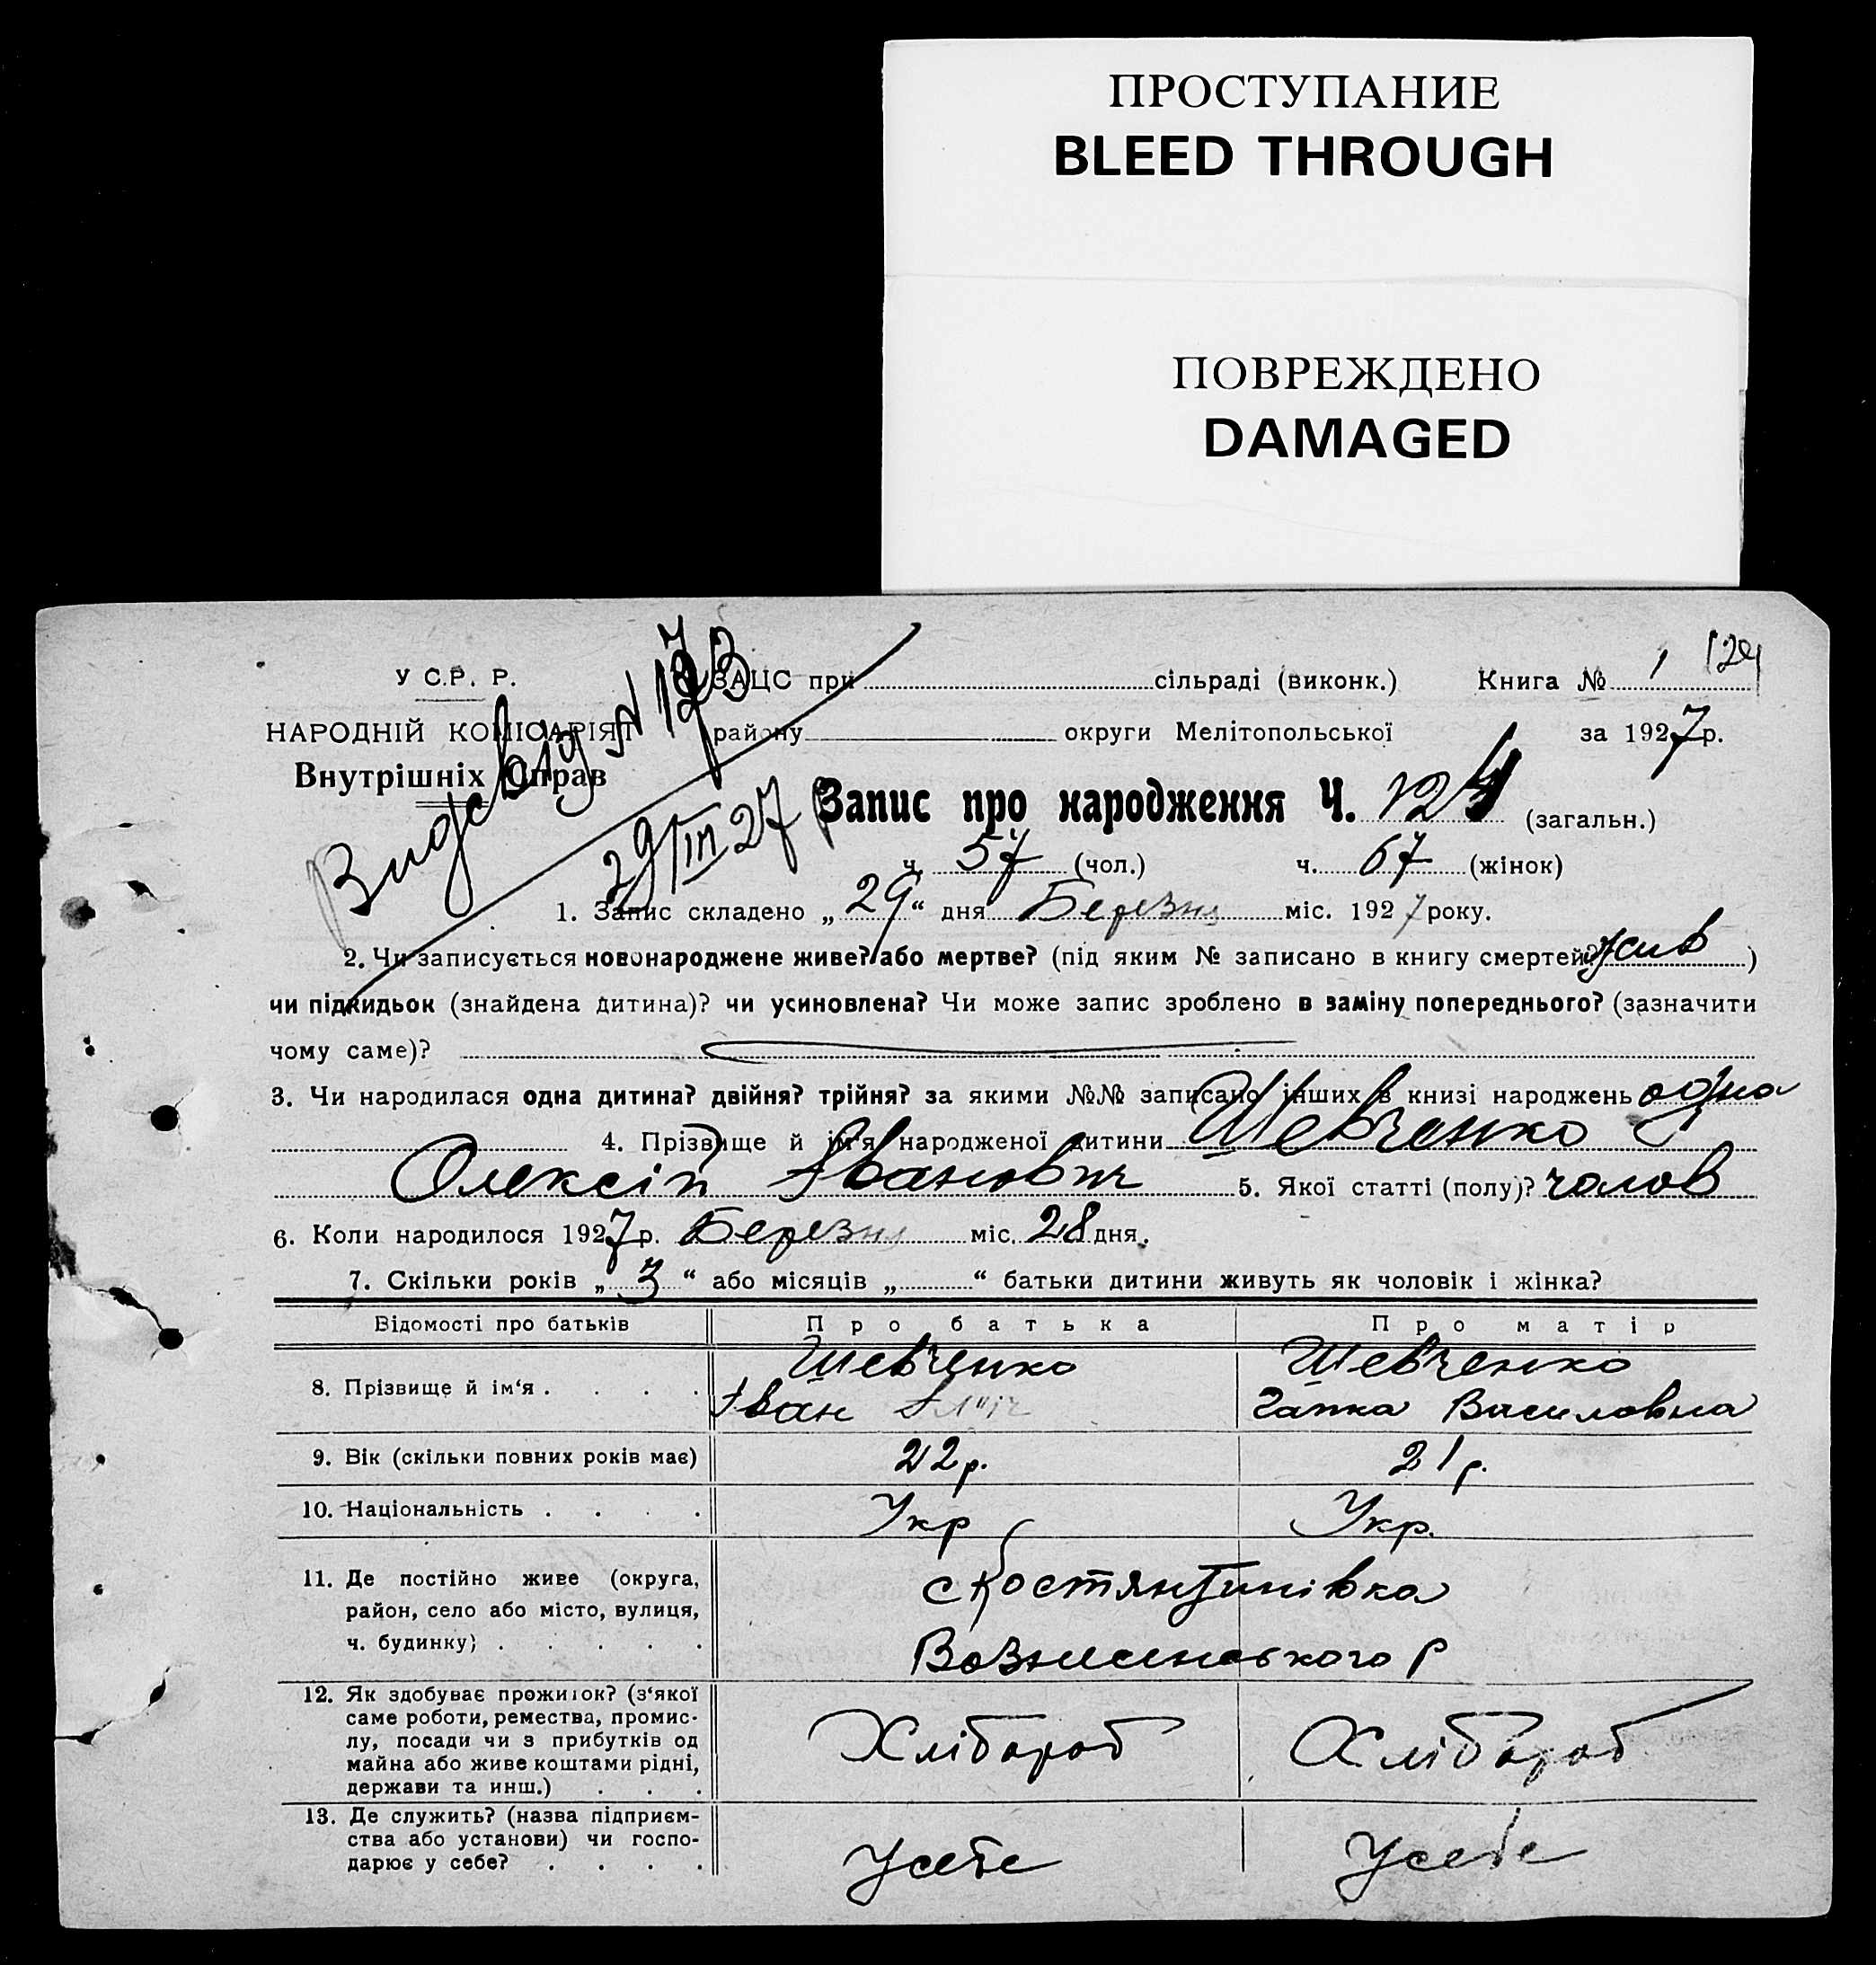 ПРОСТУПАНИЕ
BLEED THROUGH
ПОВРЕЖДЕНО
DAMAGED
У С.Р. Р.
ЗАЦС при сільраді (виконк.) Книга № 1 124
НАРОДНІЙ КОМІСАРІЯТ району округи Мелітопольської за 1927 р.
Внутрішніх Справ
29/III 27 р
Запис про народження Ч. 124 (загальн.)
ч. 57 (чол.) ч. 67 (жінок)
1. Запис складено „ 29 “ дня Березня міс. 1927 року.
2. Чи записується новонароджене живе? або мертве? (під яким № записано в книгу смертей? жив )
чи підкидьок (знайдена дитина)? чи усиновлена? Чи може запис зроблено в заміну попереднього? (зазначити
чому саме)?
3. Чи народилася одна дитина? двійня? трійня? за якими №№ записано інших в книзі народжень одна
4. Прізвище й ім'я народженої дитини Шевченко
Олексій Іванович 5. Якої статті (полу)? чолов
6. Коли народилося 1927 р. Березня міс. 28 дня.
7. Скільки років „ 3 “ або місяців „ “ батьки дитини живуть як чоловік і жінка?
Відомості про батьків Про батька Про матір
Шевченко Шевченко
8. Прізвище й ім‘я . . . . Іван Василовна
9. Вік (скільки повних років має) 22 р. 21 р.
10. Національність . . . . Укр Укр.
11. Де постійно живе (округа, с Костянтинівка
район, село або місто, вулиця,
ч. будинку) . . . . . Вознесенського р
12. Як здобуває прожиток? (з‘якої
саме роботи, ремества, промис-
лу, посади чи з прибутків од Хлібороб Хлібороб
майна або живе коштами рідні,
держави та инш.) . . .
13. Де служить? (назва підприєм-
ства або установи) чи госпо-
дарює у себе? . . . . У себе У себе